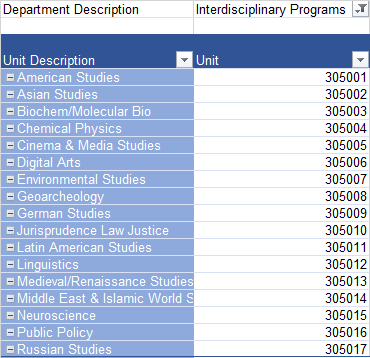 Department Description Interdisciplinary Programs
Unit Description Unit
American Studies 305001
Asian Studies 305002
Biochem/Molecular Bio 305003
Chemical Physics 305004
Cinema & Media Studies 305005
Digital Arts 305006
Environmental Studies 305007
Geoarcheology 305008
German Studies 305009
Jurisprudence Law Justice 305010
Latin American Studies 305011
Linguistics 305012
Medieval/Renaissance Studies 305013
Middle East & Islamic World S 305014
Neuroscience 305015
Public Policy 305016
Russian Studies 305017